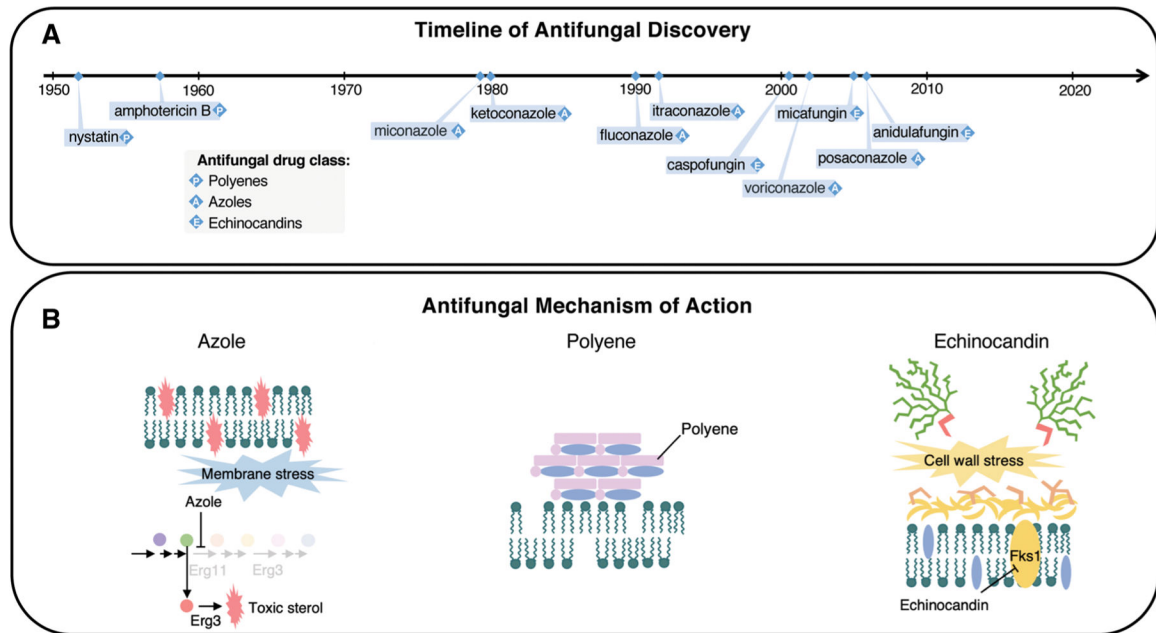 A
Timeline of Antifungal Discovery
1950 1960 1970 1980 1990 2000 2010 2020
amphotericin B P
nystatin P
miconazole A
ketoconazole A
fluconazole A
itraconazole A
caspofungin E
micafungin E
voriconazole A
anidulafungin E
posaconazole A
Antifungal drug class:
P Polyenes
A Azoles
E Echinocandins
B
Antifungal Mechanism of Action
Azole
Membrane stress
Azole
Erg11 Erg3
Erg3
Toxic sterol
Polyene
Polyene
Echinocandin
Cell wall stress
Fks1
Echinocandin